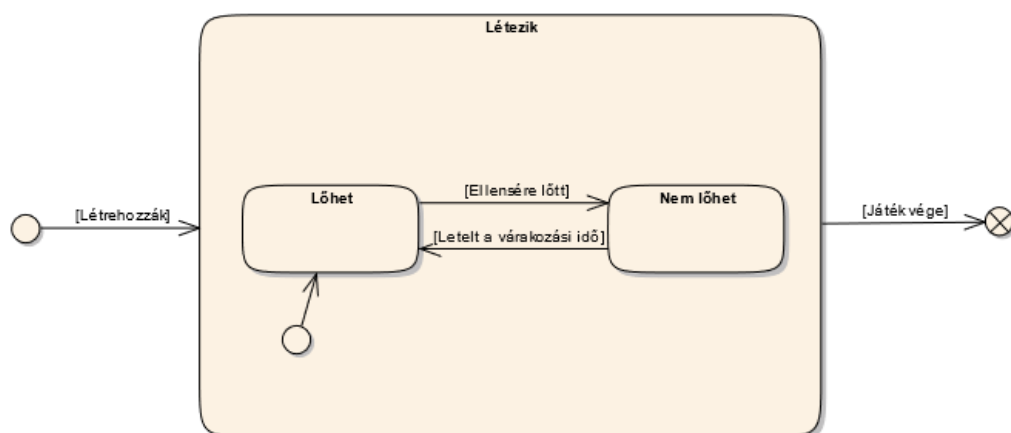 Létezik
Lőhet
[Ellensére lőtt]
Nem lőhet
[Létrehozzák]
[Játék vége]
[Letelt a várakozási idő]